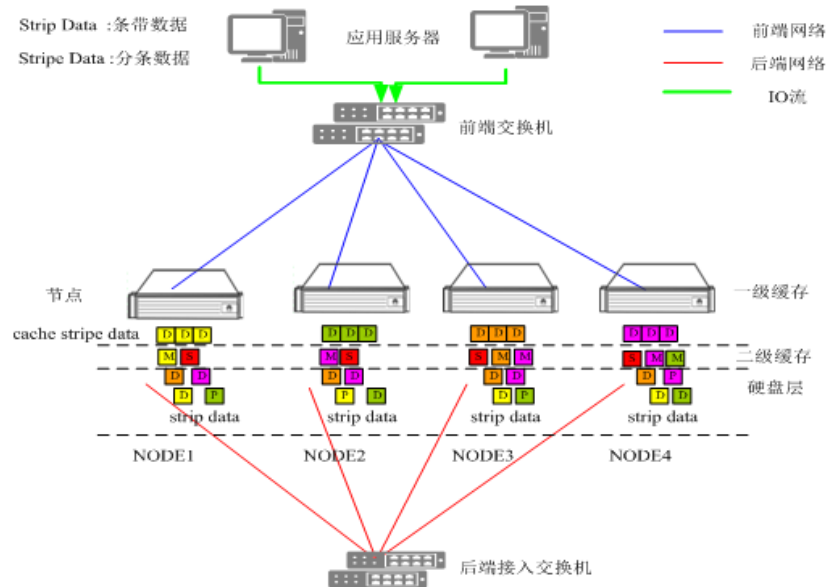 Strip Data :条带数据
应用服务器
前端网络
Stripe Data :分条数据
后端网络
IO流
前端交换机
节点
一级缓存
cache stripe data
D D D
D D D
D D D
D D D
M S
M S
S M M
S M M
二级缓存
D D
D D
D D
D P
硬盘层
D P
P D
D P
D D
strip data
strip data
strip data
strip data
NODE1
NODE2
NODE3
NODE4
后端接入交换机